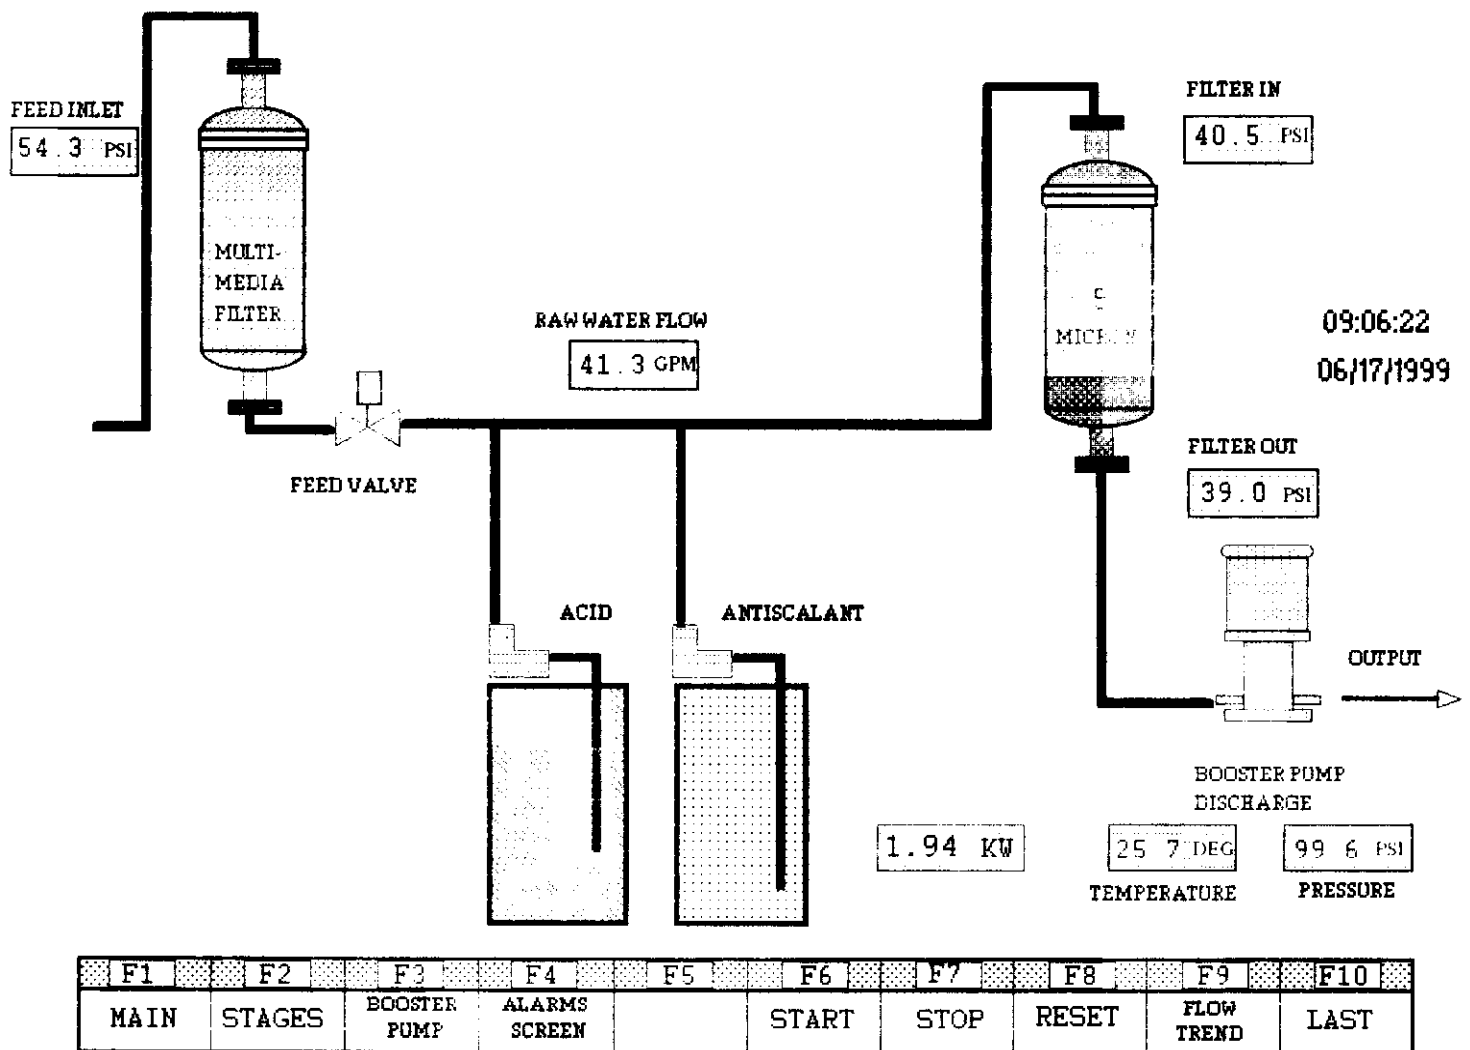 FEED INLET
54.3 PSI
MULTI-
MEDIA
FILTER
FEED VALVE
RAW WATER FLOW
41.3 GPM
FILTER IN
40.5 PSI
5
09:06:22
06/17/1999
FILTER OUT
39.0 PSI
ACID
ANTISCALANT
OUTPUT
BOOSTER PUMP
DISCHARGE
1.94 KW
25 7 DEG
99 6 PSI
TEMPERATURE
PRESSURE
F1 F2 F3 F4 F5 F6 F7 F8 F9 F10
MAIN
STAGES
BOOSTER
PUMP
ALARMS
SCREEN
START
STOP
RESET
FLOW
TREND
LAST